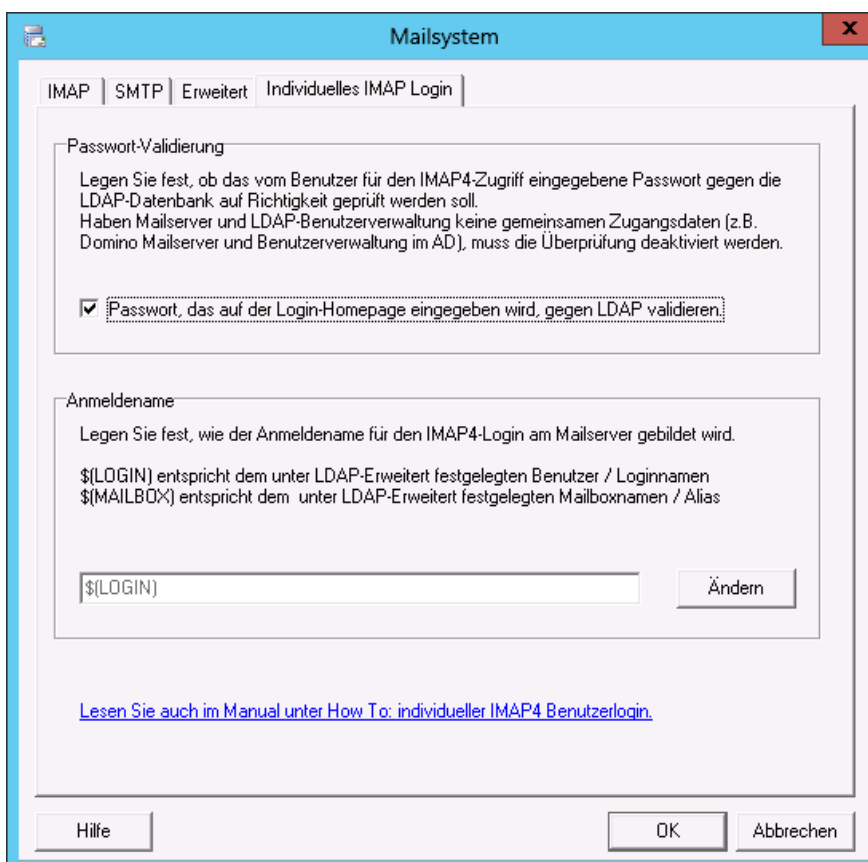 Mailsystem
x
IMAP SMTP Erweitert Individuelles IMAP Login
Passwort-Validierung
Legen Sie fest, ob das vom Benutzer für den IMAP4-Zugriff eingegebene Passwort gegen die
LDAP-Datenbank auf Richtigkeit geprüft werden soll.
Haben Mailserver und LDAP-Benutzerverwaltung keine gemeinsamen Zugangsdaten (z.B.
Domino Mailserver und Benutzerverwaltung im AD), muss die Überprüfung deaktiviert werden.
Passwort, das auf der Login-Homepage eingegeben wird, gegen LDAP validieren.
Anmeldename
Legen Sie fest, wie der Anmeldename für den IMAP4-Login am Mailserver gebildet wird.
$(LOGIN) entspricht dem unter LDAP-Erweitert festgelegten Benutzer / Loginnamen
$(MAILBOX) entspricht dem unter LDAP-Erweitert festgelegten Mailboxnamen / Alias
$(LOGIN)
Ändern
Lesen Sie auch im Manual unter How To: individueller IMAP4 Benutzerlogin.
Hilfe OK Abbrechen